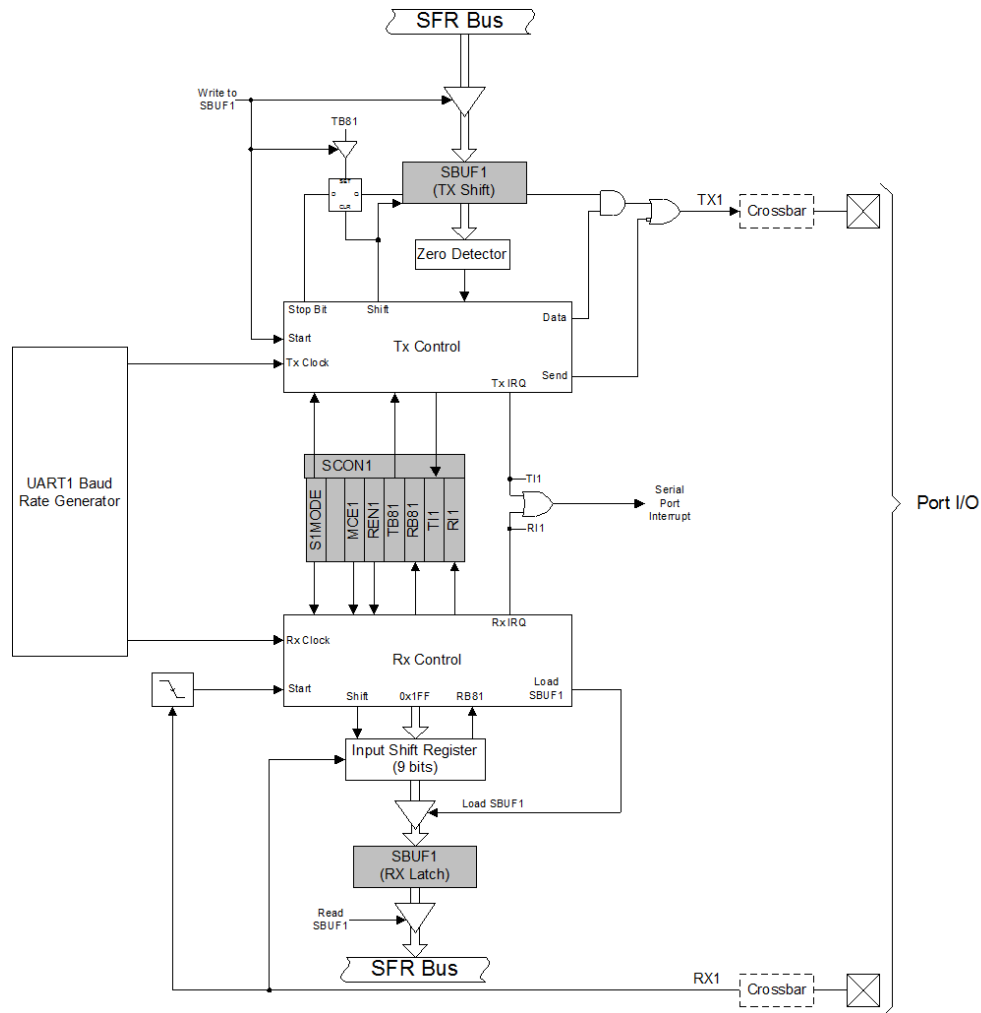 SFR Bus
Write to
SBUF1
TB81
SET
CLR
SBUF1
(TX Shift)
TX1
Crossbar
Zero Detector
Stop Bit
Shift
Data
Start
Tx Control
Tx Clock
Send
Tx IRQ
UART1 Baud
Rate Generator
SCON1
S1MODE
MCE1
REN1
TB81
RB81
TI1
RI1
TI1
RI1
Serial
Port
Interrupt
Port I/O
Rx IRQ
Rx Clock
Rx Control
Start
Load
SBUF1
Shift
0x1FF
RB81
Input Shift Register
(9 bits)
Load SBUF1
SBUF1
(RX Latch)
Read
SBUF1
SFR Bus
RX1
Crossbar